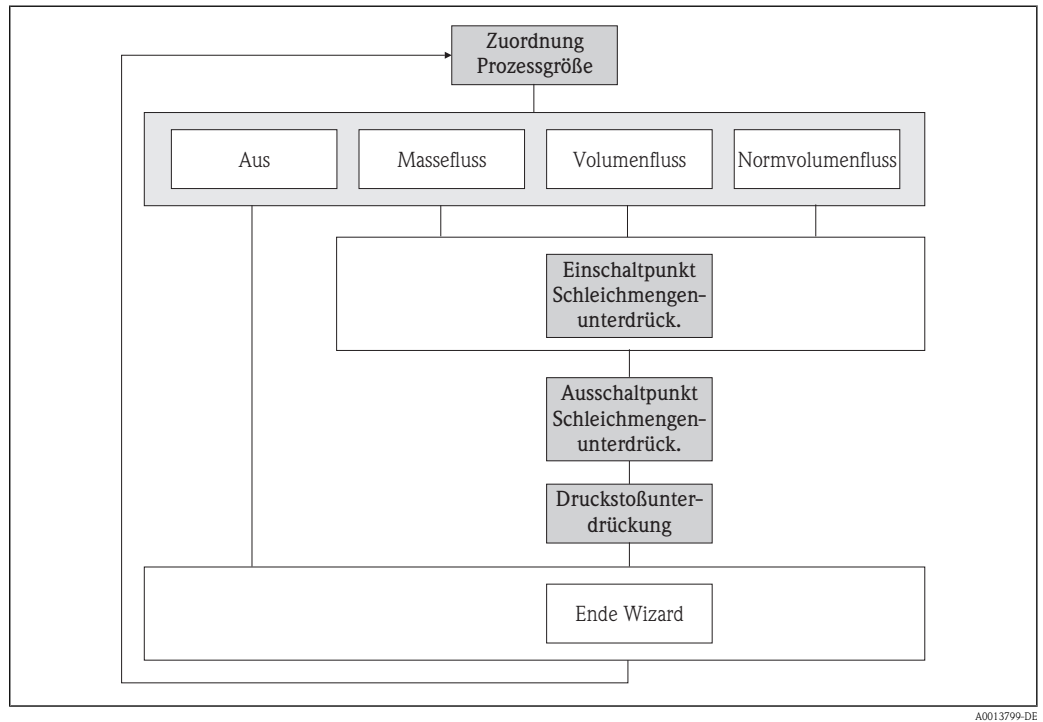 Zuordnung
Prozessgröße
Aus
Massefluss
Volumenfluss
Normvolumenfluss
Einschaltpunkt
Schleichmengen-
unterdrück.
Ausschaltpunkt
Schleichmengen-
unterdrück.
Druckstoßunter-
drückung
Ende Wizard
A0013799-DE